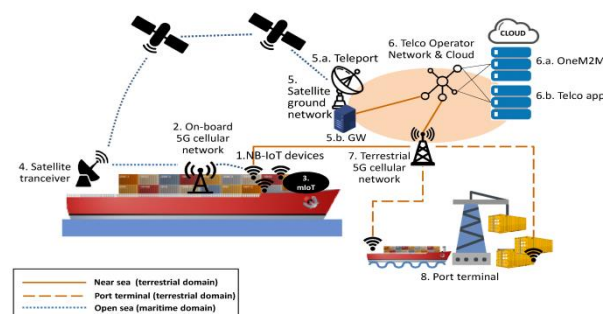 CLOUD
5.a. Teleport
6. Telco Operator
Network & Cloud
6.a. OneM2M
6.b. Telco app
5.
Satellite
ground
network
5.b. GW
2. On-board
5G cellular
network
1.NB-IoT devices
7. Terrestrial
5G cellular
network
4. Satellite
tranceiver
3.
mIoT
8. Port terminal
Near sea (terrestrial domain)
Port terminal (terrestrial domain)
Open sea (maritime domain)